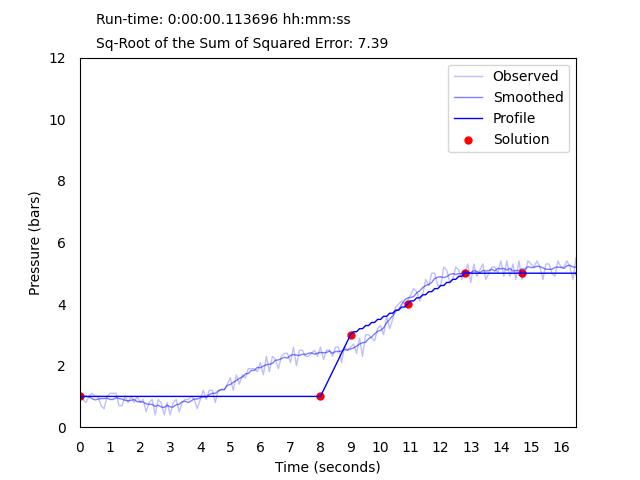 Run-time: 0:00:00.113696 hh:mm:ss
Sq-Root of the Sum of Squared Error: 7.39
Observed
Smoothed
Profile
Solution
Pressure (bars)
12
10
8
6
4
2
0
0 1 2 3 4 5 6 7 8 9 10 11 12 13 14 15 16
Time (seconds)